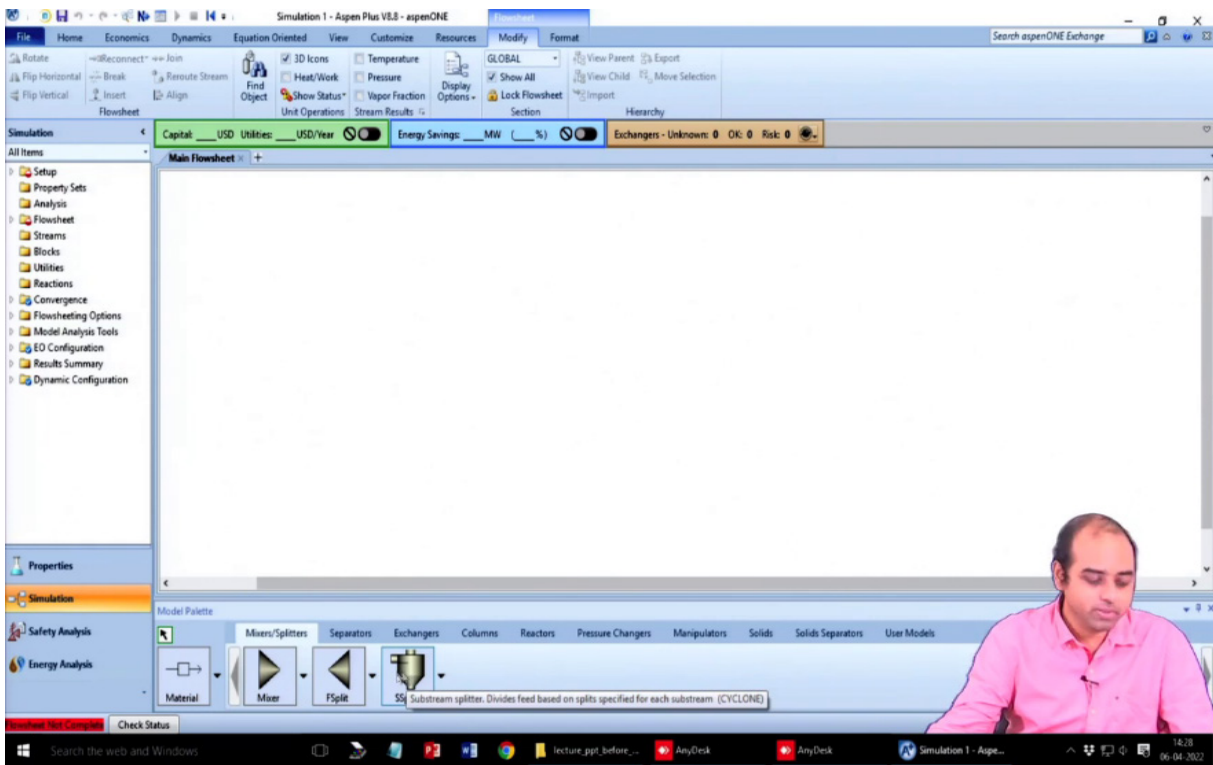 Simulation 1 - Aspen Plus V8.8 - aspenONE
Flowsheet
File Home Economics Dynamics Equation Oriented View Customize Resources Modify Format Search aspenONE Exchange
Rotate Reconnect Join 3D Icons Temperature GLOBAL View Parent Export
Flip Horizontal Break Reroute Stream Heat/Work Pressure Show All View Child Move Selection
Flip Vertical Insert Align Find Object Show Status Vapor Fraction Display Options Lock Flowsheet Import
Flowsheet Unit Operations Stream Results Section Hierarchy
Simulation Capital: ___ USD Utilities: ___ USD/Year Energy Savings: ___ MW (___ %) Exchangers - Unknown: 0 OK: 0 Risk: 0
All Items Main Flowsheet × +
Setup
Property Sets
Analysis
Flowsheet
Streams
Blocks
Utilities
Reactions
Convergence
Flowsheeting Options
Model Analysis Tools
EO Configuration
Results Summary
Dynamic Configuration
Properties
Simulation
Safety Analysis
Energy Analysis
Model Palette
Mixers/Splitters Separators Exchangers Columns Reactors Pressure Changers Manipulators Solids Solids Separators User Models
Material Mixer FSplit Substream splitter. Divides feed based on splits specified for each substream (CYCLONE)
Flowsheet Not Complete Check Status
Search the web and Windows lecture_ppt_before_... AnyDesk AnyDesk Simulation 1 - Aspe... 14:28
06-04-2022